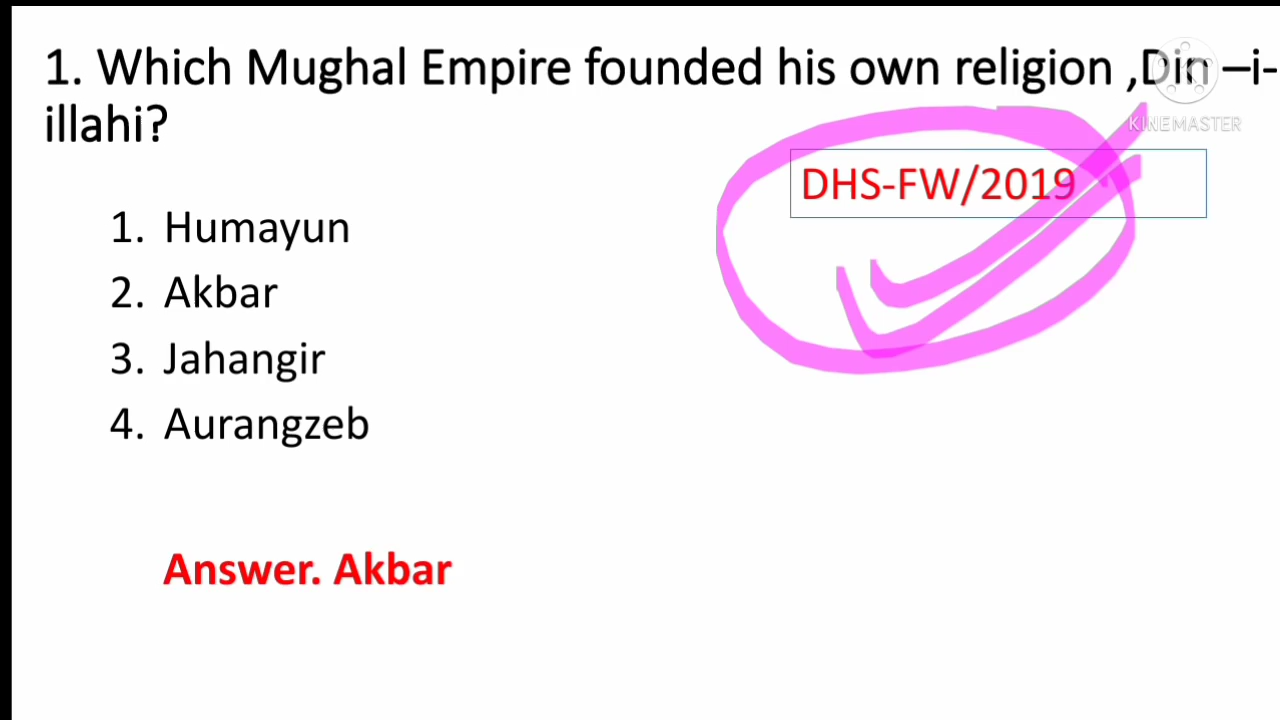 1. Which Mughal Empire founded his own religion ,Din –i-
illahi?
KINEMASTER
DHS-FW/2019
1. Humayun
2. Akbar
3. Jahangir
4. Aurangzeb
Answer. Akbar